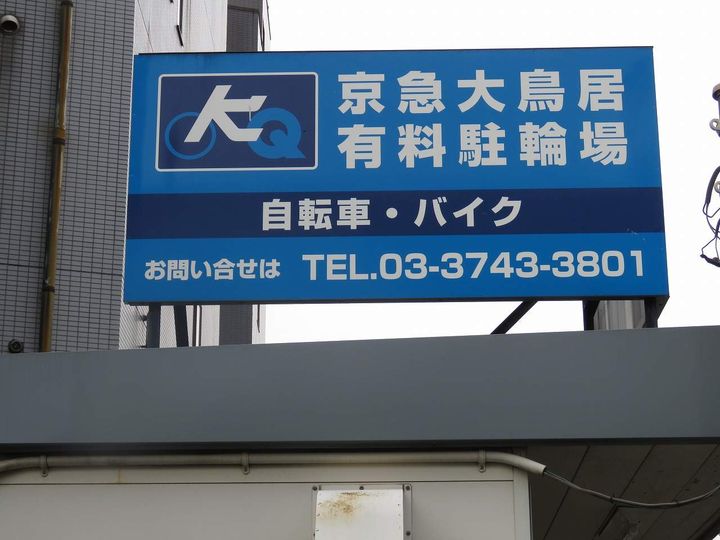 KQ
京急大鳥居
有料駐輪場
自転車・バイク
お問い合せは TEL.03-3743-3801